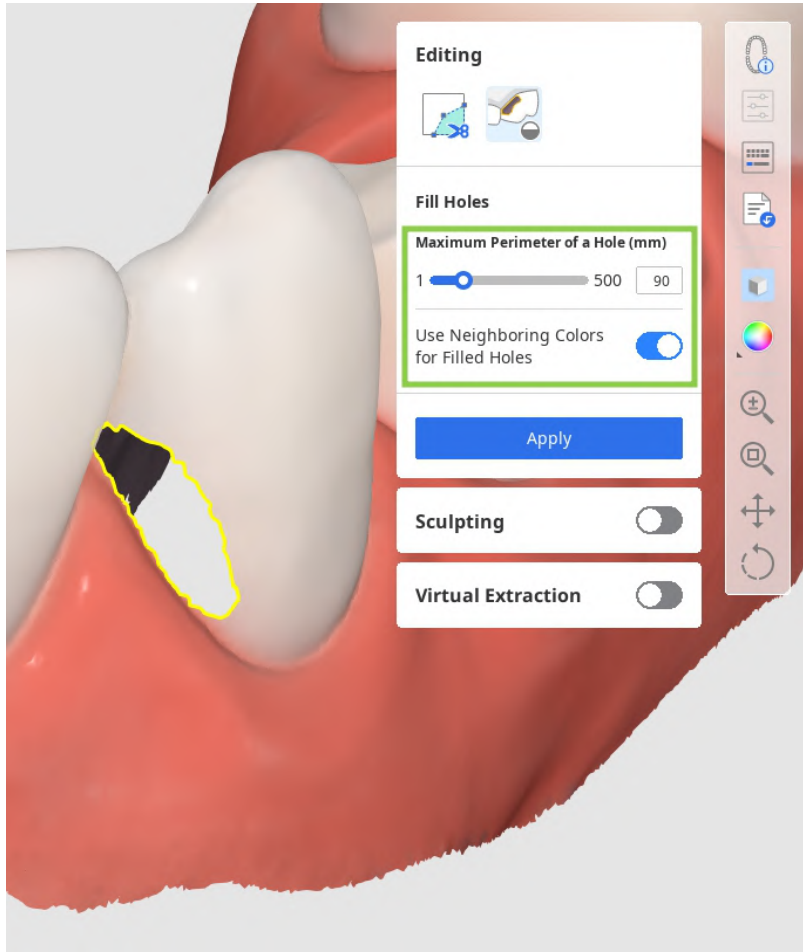 Editing
Fill Holes
Maximum Perimeter of a Hole (mm)
1 500 90
Use Neighboring Colors
for Filled Holes
Apply
Sculpting
Virtual Extraction